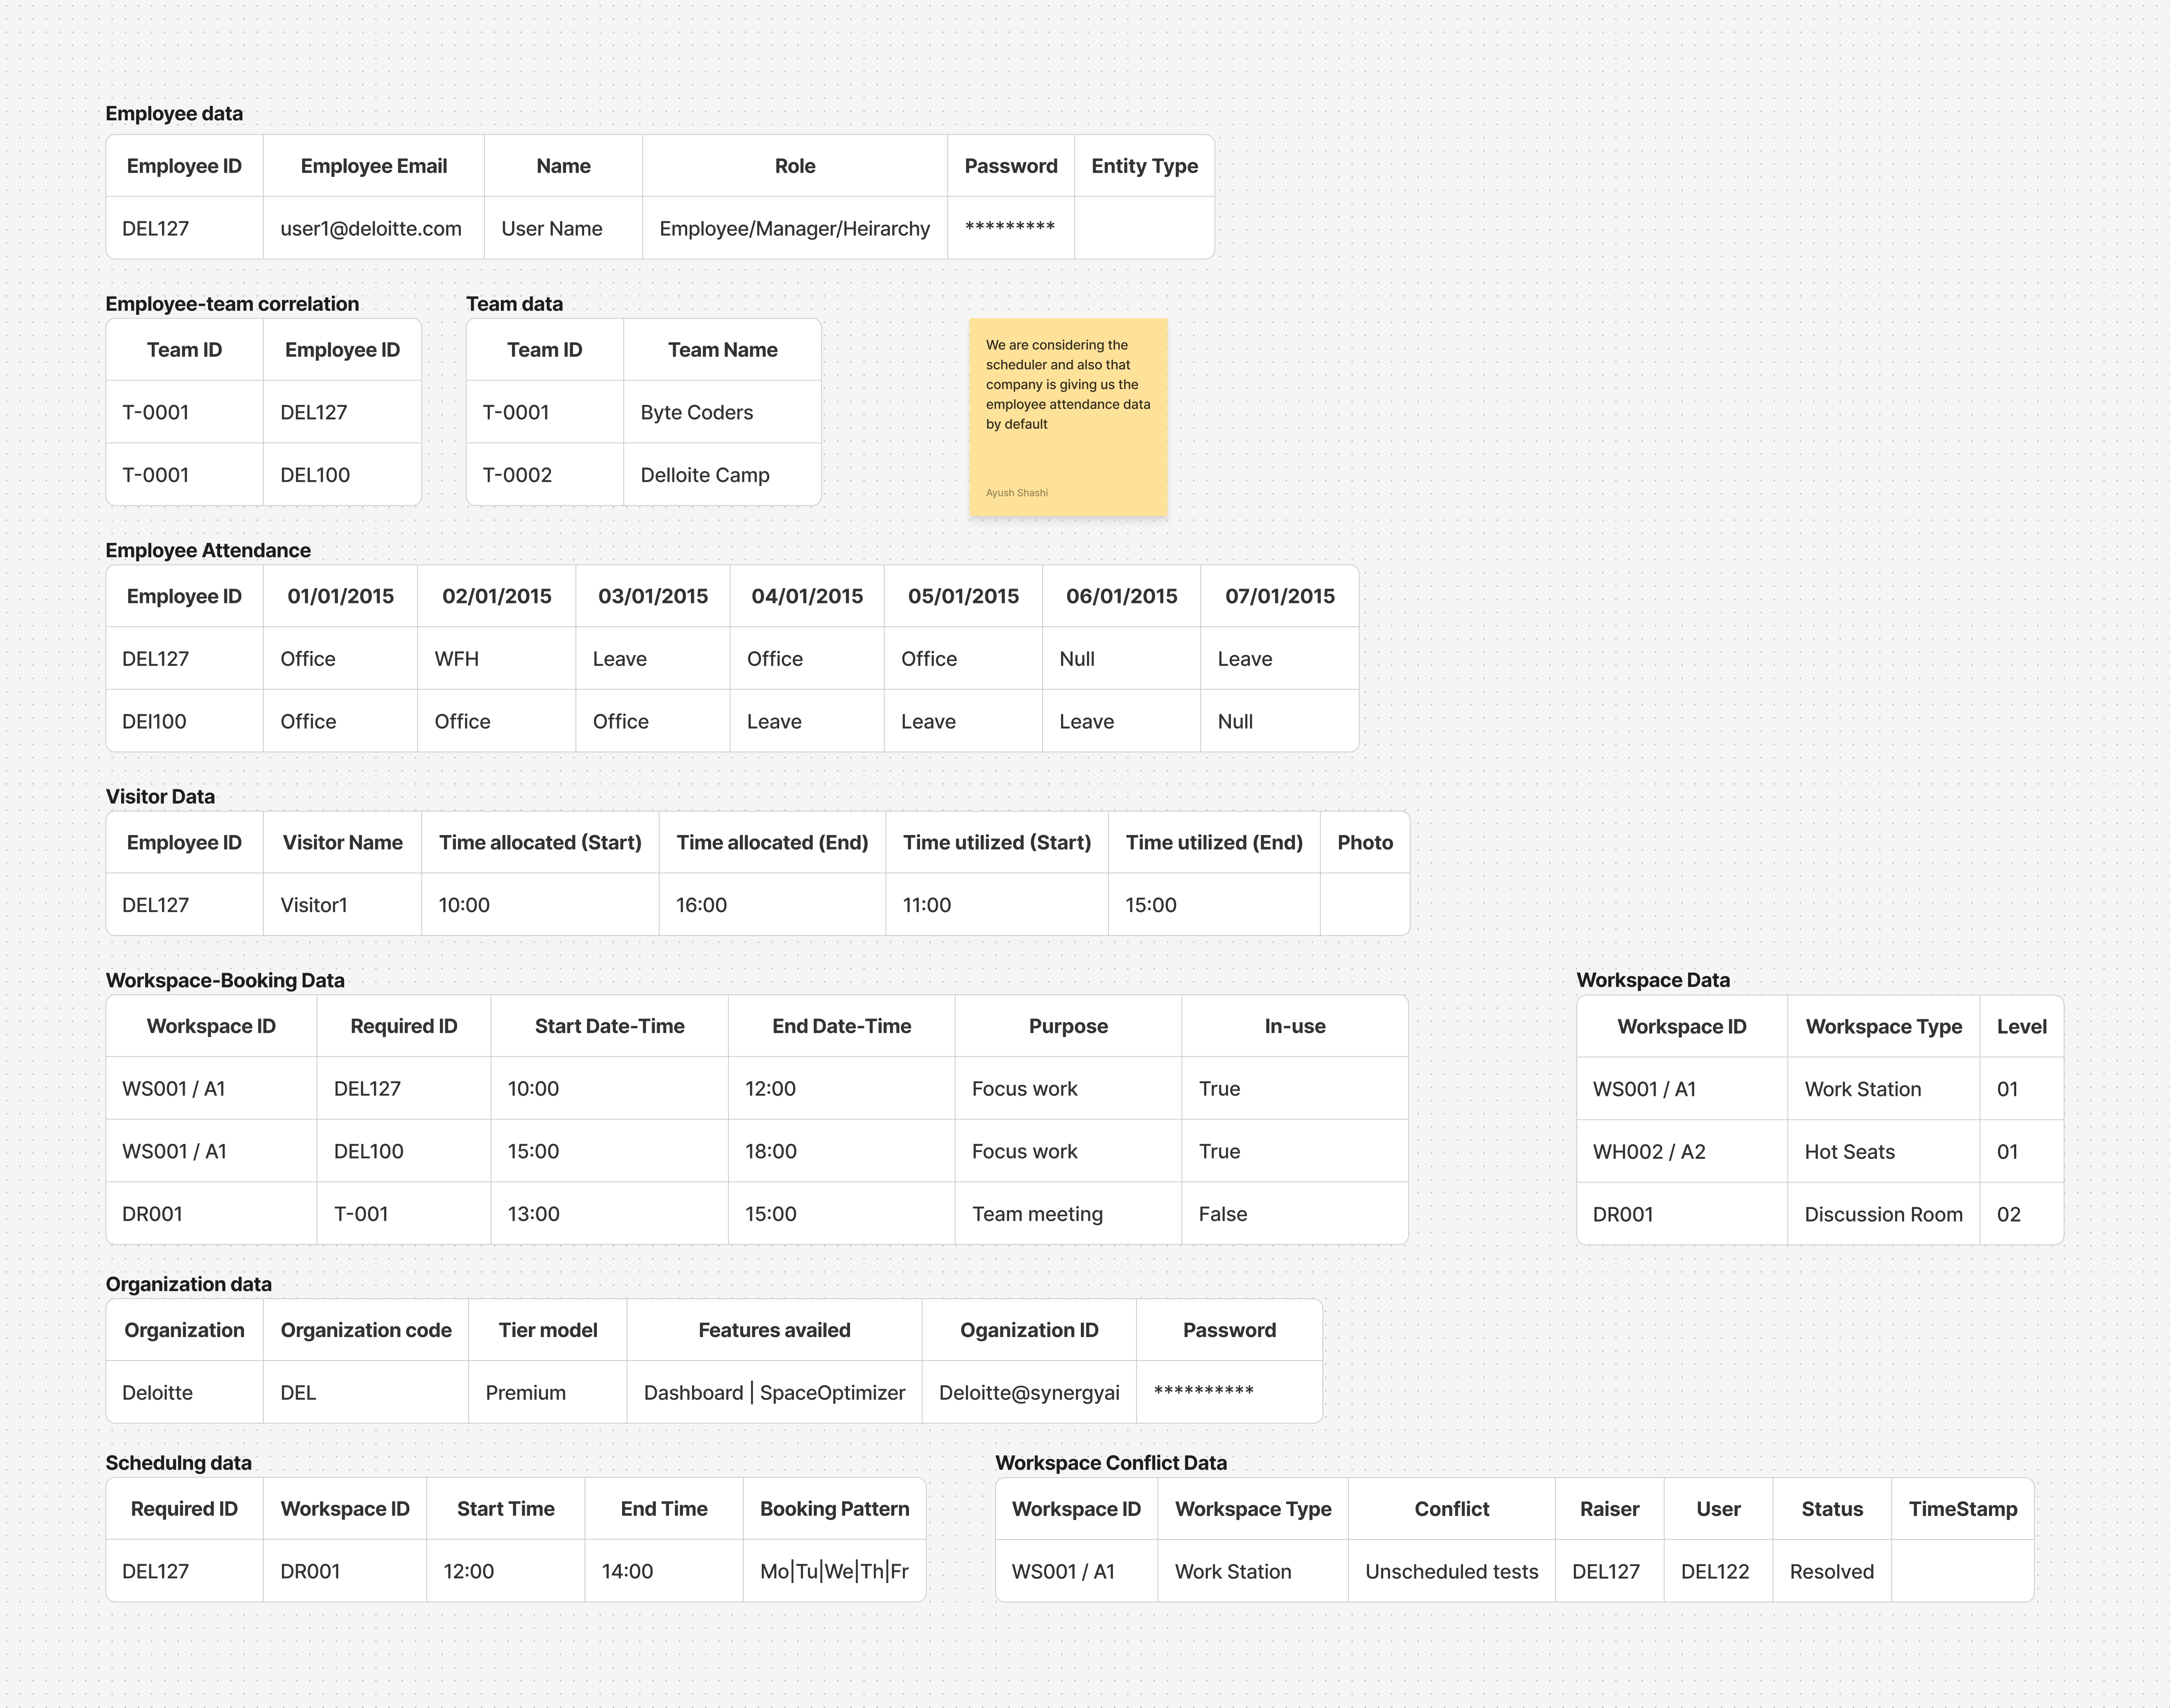 Employee data
Employee ID Employee Email Name Role Password Entity Type
DEL127 user1@deloitte.com User Name Employee/Manager/Heirarchy *********
Employee-team correlation
Team ID Employee ID
T-0001 DEL127
T-0001 DEL100
Team data
Team ID Team Name
T-0001 Byte Coders
T-0002 Delloite Camp
We are considering the
scheduler and also that
company is giving us the
employee attendance data
by default
Ayush Shashi
Employee Attendance
Employee ID 01/01/2015 02/01/2015 03/01/2015 04/01/2015 05/01/2015 06/01/2015 07/01/2015
DEL127 Office WFH Leave Office Office Null Leave
DEl100 Office Office Office Leave Leave Leave Null
Visitor Data
Employee ID Visitor Name Time allocated (Start) Time allocated (End) Time utilized (Start) Time utilized (End) Photo
DEL127 Visitor1 10:00 16:00 11:00 15:00
Workspace-Booking Data
Workspace ID Required ID Start Date-Time End Date-Time Purpose In-use
WS001 / A1 DEL127 10:00 12:00 Focus work True
WS001 / A1 DEL100 15:00 18:00 Focus work True
DR001 T-001 13:00 15:00 Team meeting False
Workspace Data
Workspace ID Workspace Type Level
WS001 / A1 Work Station 01
WH002 / A2 Hot Seats 01
DR001 Discussion Room 02
Organization data
Organization Organization code Tier model Features availed Oganization ID Password
Deloitte DEL Premium Dashboard | SpaceOptimizer Deloitte@synergyai **********
Schedulng data
Required ID Workspace ID Start Time End Time Booking Pattern
DEL127 DR001 12:00 14:00 Mo|Tu|We|Th|Fr
Workspace Conflict Data
Workspace ID Workspace Type Conflict Raiser User Status TimeStamp
WS001 / A1 Work Station Unscheduled tests DEL127 DEL122 Resolved